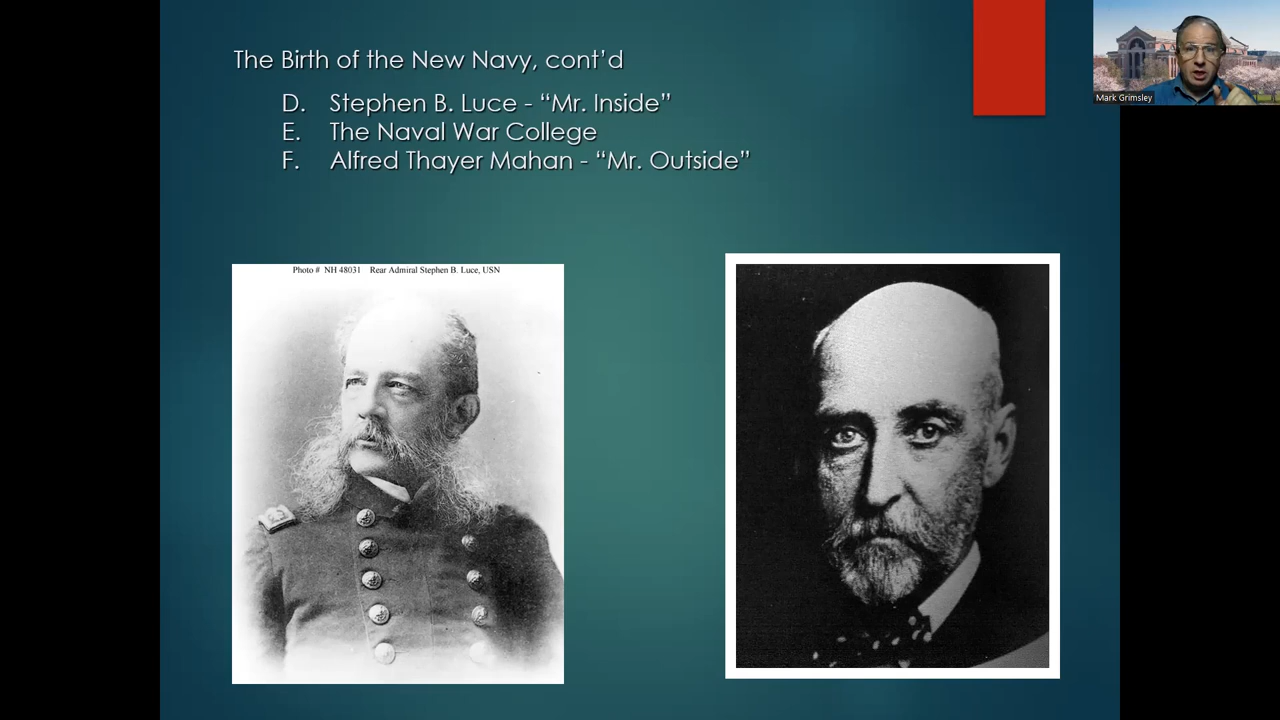 The Birth of the New Navy, cont’d
D. Stephen B. Luce - “Mr. Inside”
E. The Naval War College
F. Alfred Thayer Mahan - “Mr. Outside”
Mark Grimsley
Photo # NH 48031 Rear Admiral Stephen B. Luce, USN